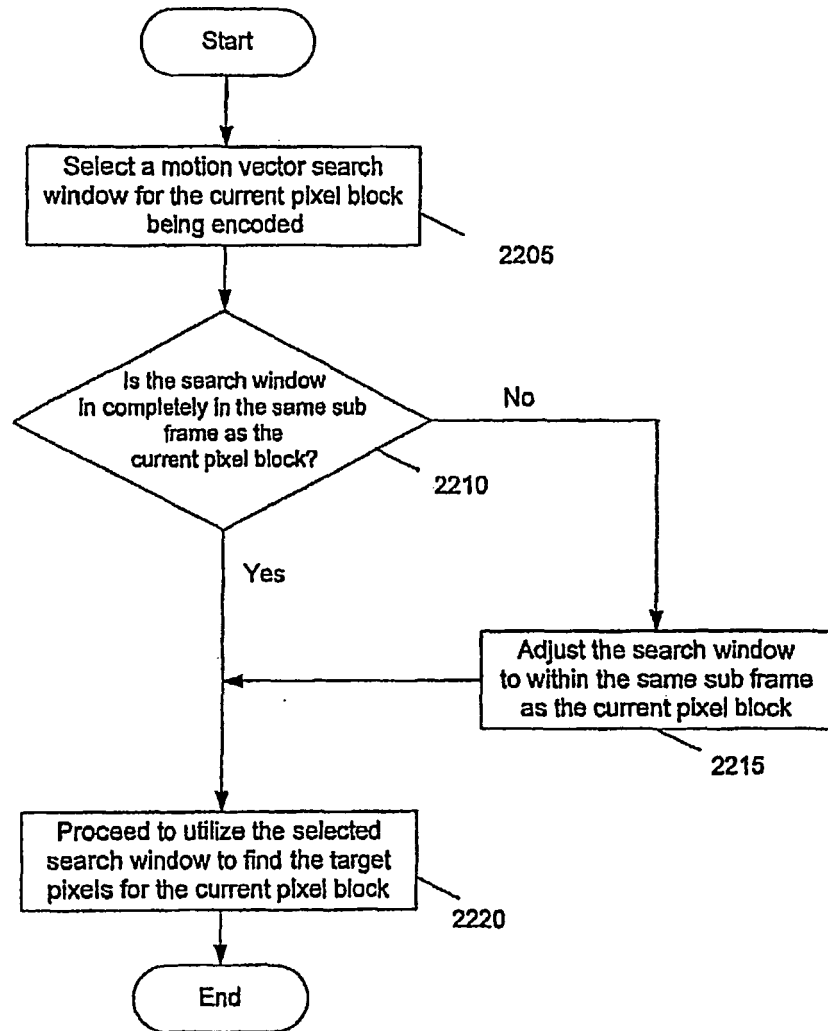 Start
Select a motion vector search
window for the current pixel block
being encoded
2205
Is the search window
in completely in the same sub
frame as the
current pixel block?
No
2210
Yes
Adjust the search window
to within the same sub frame
as the current pixel block
2215
Proceed to utilize the selected
search window to find the target
pixels for the current pixel block
2220
End